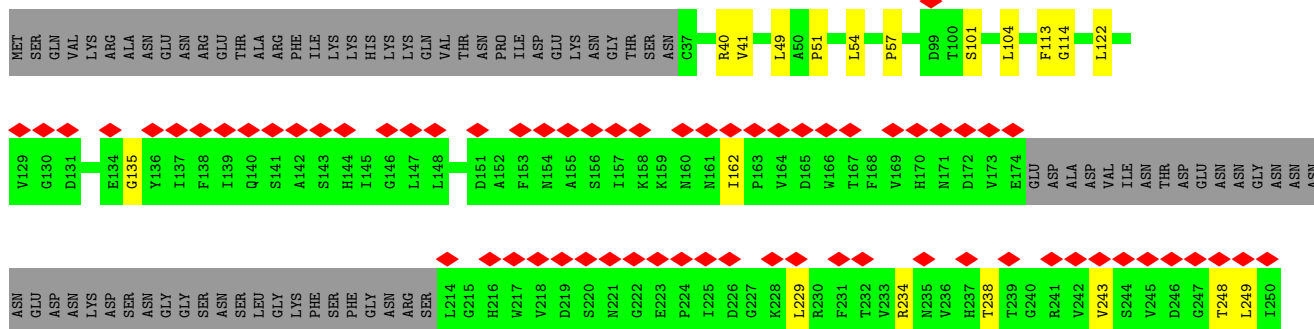 MET SER GLN VAL LYS ARG ALA ASN GLU ASN ARG GLU THR ALA ARG PHE ILE LYS LYS HIS LYS LYS GLN VAL THR ASN PRO ILE ASP GLU LYS ASN GLY THR SER ASN C37 R40 V41 L49 A50 P51 L54 P57 D99 T100 S101 L104 F113 G114 L122
V129 G130 D131 E134 G135 Y136 I137 F138 I139 Q140 S141 A142 S143 H144 I145 G146 L147 L148 D151 A152 F153 N154 A155 S156 I157 K158 K159 N160 N161 I162 P163 V164 D165 W166 T167 F168 V169 H170 N171 D172 V173 E174 GLU ASP ALA ASP VAL ILE ASN THR ASP GLU ASN ASN GLY ASN ASN ASN
ASN GLU ASP ASN LYS ASP SER ASN GLY GLY SER ASN SER LEU GLY LYS PHE SER PHE GLY ASN ARG SER L214 G215 H216 W217 V218 D219 S220 N221 G222 E223 P224 I225 D226 G227 K228 L229 R230 F231 T232 V233 R234 N235 V236 H237 T238 T239 G240 R241 V242 V243 S244 V245 D246 G247 T248 L249 I250